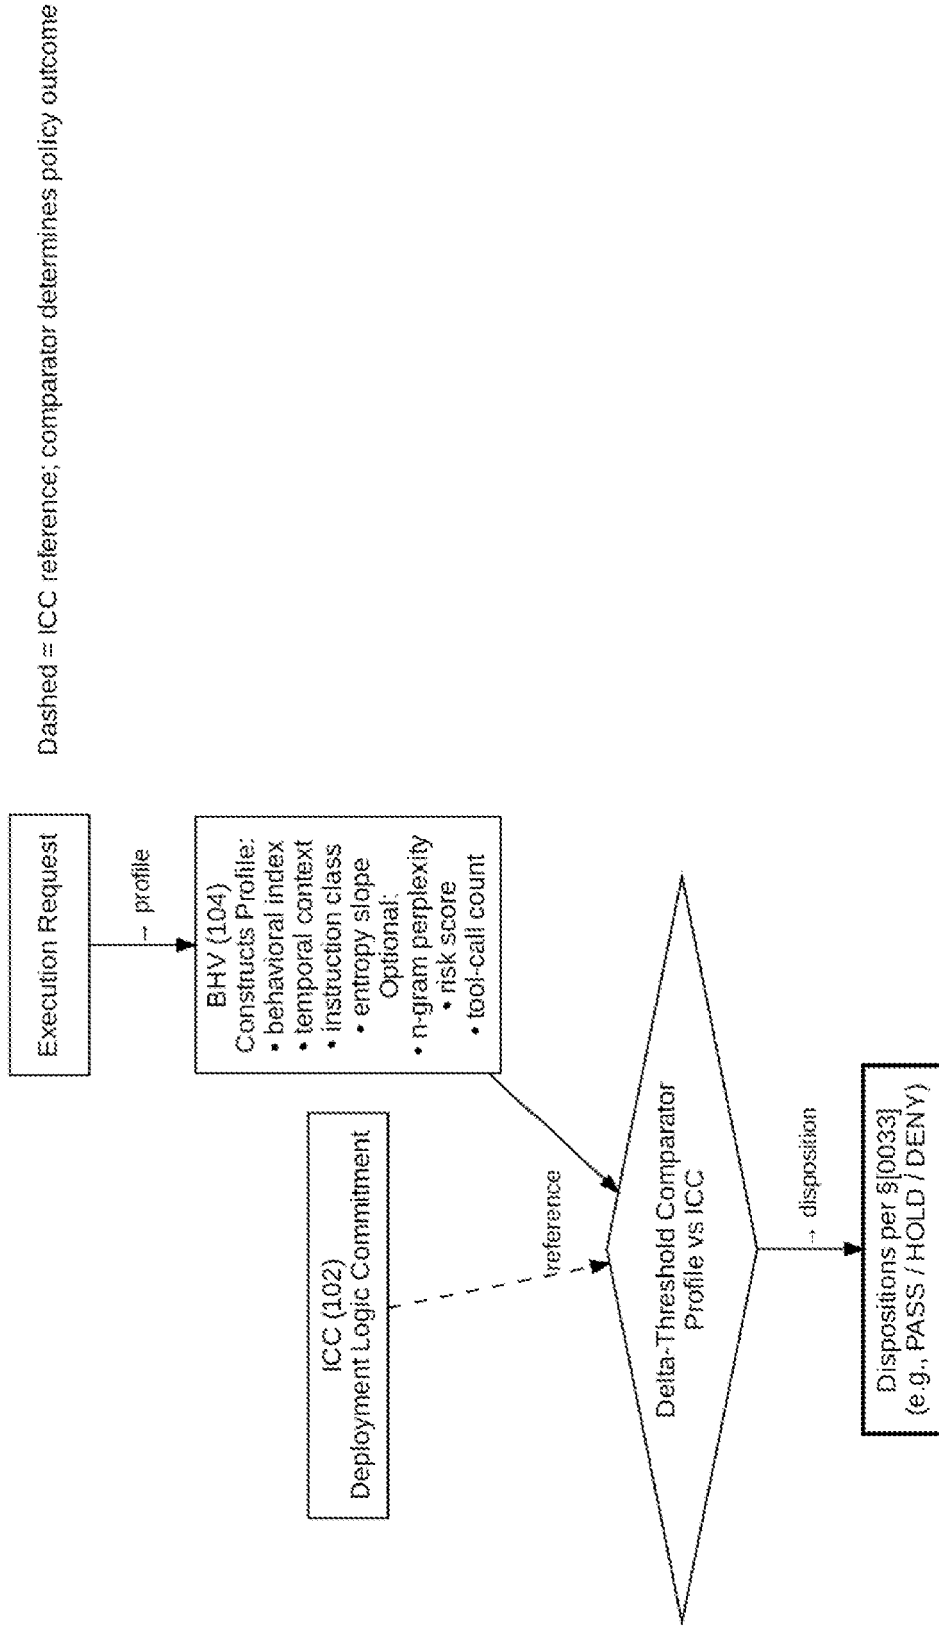 Dashed = ICC reference; comparator determines policy outcome
Execution Request
→ profile
BHV (104)
Constructs Profile:
• behavioral index
• temporal context
• instruction class
• entropy slope
Optional:
• n-gram perplexity
• risk score
• tool-call count
ICC (102)
Deployment Logic Commitment
reference
Delta-Threshold Comparator
Profile vs ICC
→ disposition
Dispositions per §[0033]
(e.g., PASS / HOLD / DENY)